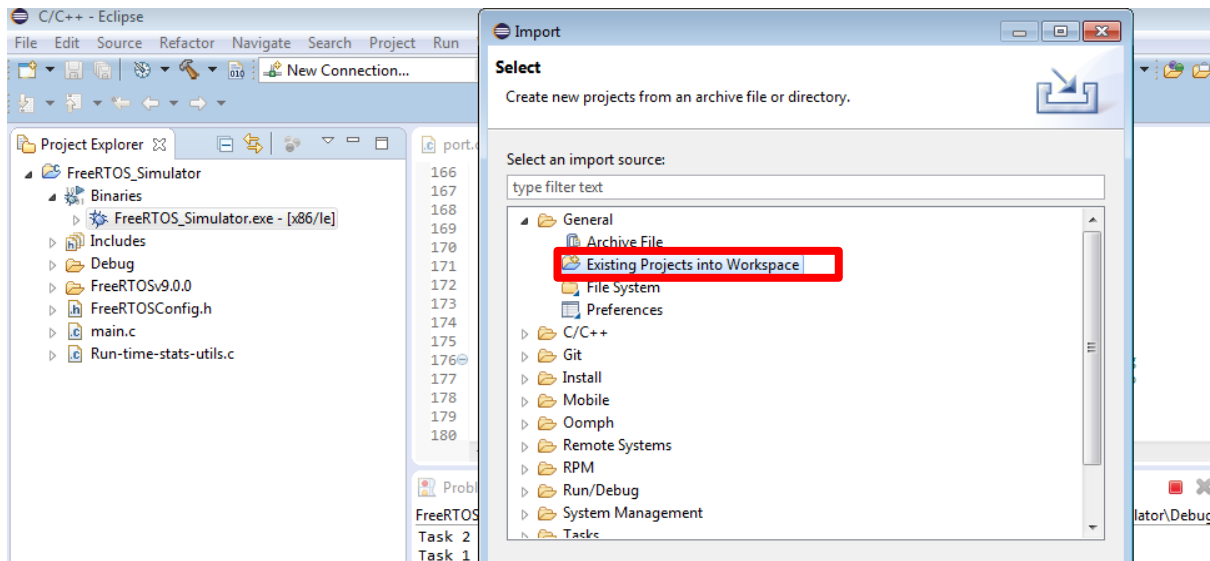 C/C++ - Eclipse
File Edit Source Refactor Navigate Search Project Run
New Connection...
Project Explorer
FreeRTOS_Simulator
Binaries
FreeRTOS_Simulator.exe - [x86/le]
Includes
Debug
FreeRTOSv9.0.0
FreeRTOSConfig.h
main.c
Run-time-stats-utils.c
port.c
166
167
168
169
170
171
172
173
174
175
176
177
178
179
180
Probl
FreeRTOS
Task 2
Task 1
Import
Select
Create new projects from an archive file or directory.
Select an import source:
type filter text
General
Archive File
Existing Projects into Workspace
File System
Preferences
C/C++
Git
Install
Mobile
Oomph
Remote Systems
RPM
Run/Debug
System Management
Tasks
lator\Debug